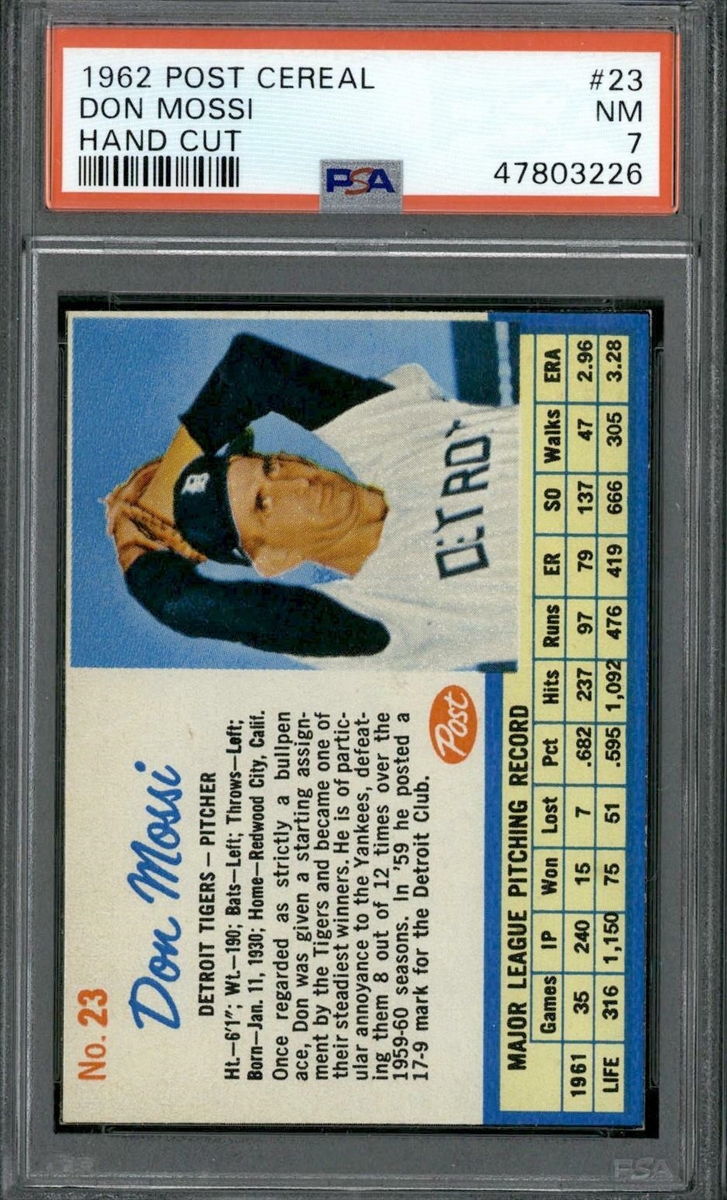 1962 POST CEREAL #23
DON MOSSI NM
HAND CUT 7
PSA 47803226
No. 23
Don Mossi
DETROIT TIGERS — PITCHER
Ht.—6'1"; Wt.—190; Bats—Left; Throws—Left;
Born—Jan. 11, 1930; Home—Redwood City, Calif.
Once regarded as strictly a bullpen
ace, Don was given a starting assign-
ment by the Tigers and became one of
their steadiest winners. He is of partic-
ular annoyance to the Yankees, defeat-
ing them 8 out of 12 times over the
1959-60 seasons. In '59 he posted a
17-9 mark for the Detroit Club.
Post
D
DETROIT
MAJOR LEAGUE PITCHING RECORD
Games IP Won Lost Pct Hits Runs ER SO Walks ERA
1961 35 240 15 7 .682 237 97 79 137 47 2.96
LIFE 316 1,150 75 51 .595 1,092 476 419 666 305 3.28
PSA